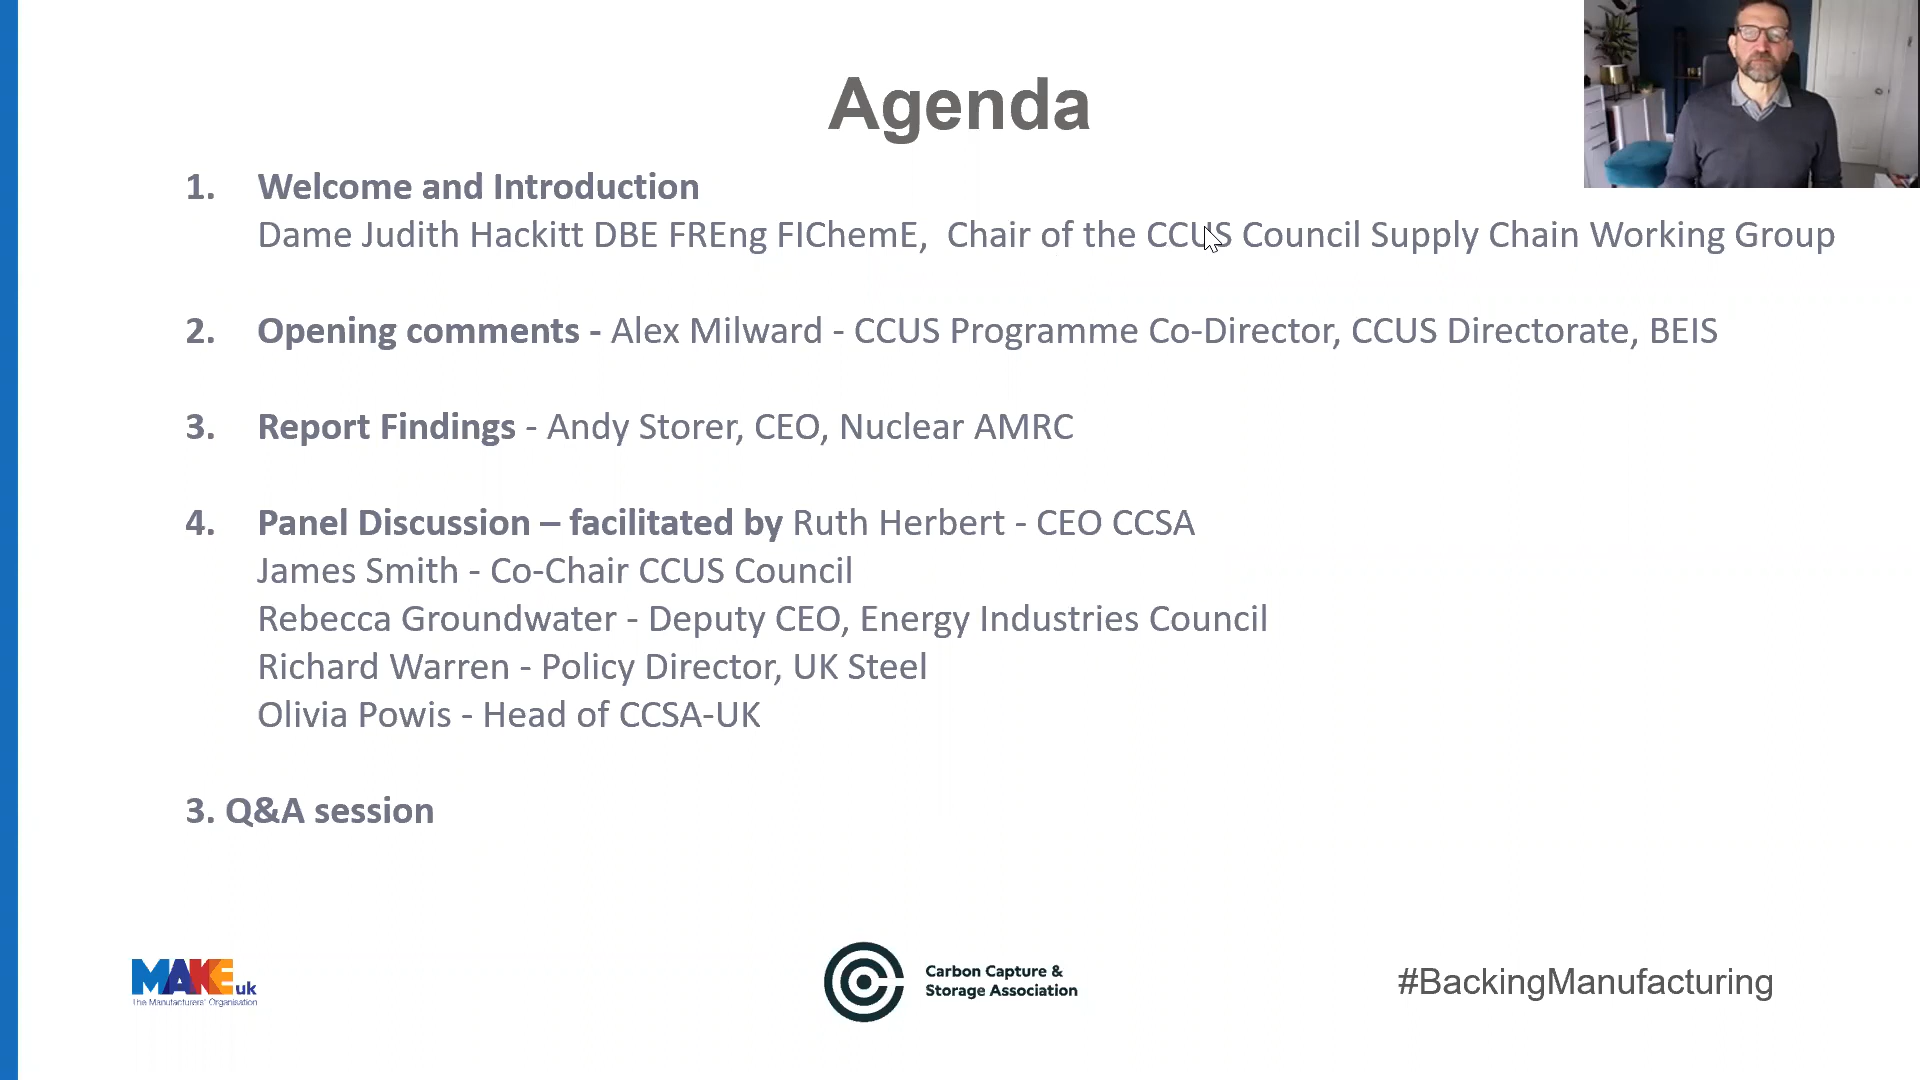 Agenda
1. Welcome and Introduction
Dame Judith Hackitt DBE FREng FIChemE, Chair of the CCUS Council Supply Chain Working Group
2. Opening comments - Alex Milward - CCUS Programme Co-Director, CCUS Directorate, BEIS
3. Report Findings - Andy Storer, CEO, Nuclear AMRC
4. Panel Discussion – facilitated by Ruth Herbert - CEO CCSA
James Smith - Co-Chair CCUS Council
Rebecca Groundwater - Deputy CEO, Energy Industries Council
Richard Warren - Policy Director, UK Steel
Olivia Powis - Head of CCSA-UK
3. Q&A session
MAKE uk
The Manufacturers' Organisation
Carbon Capture &
Storage Association
#BackingManufacturing